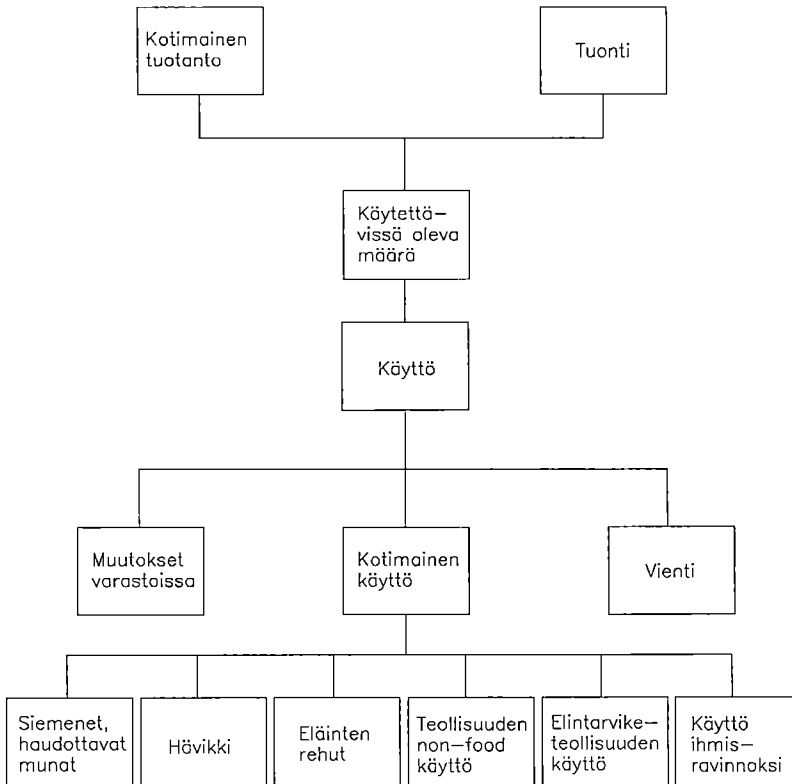 Kotimainen
tuotanto
Tuonti
Käytettä-
vissä oleva
määrä
Käyttö
Muutokset
varastoissa
Kotimainen
käyttö
Vienti
Siemenet,
haudottavat
munat
Hävikki
Eläinten
rehut
Teollisuuden
non-food
käyttö
Elintarvike-
teollisuuden
käyttö
Käyttö
ihmis-
ravinnoksi